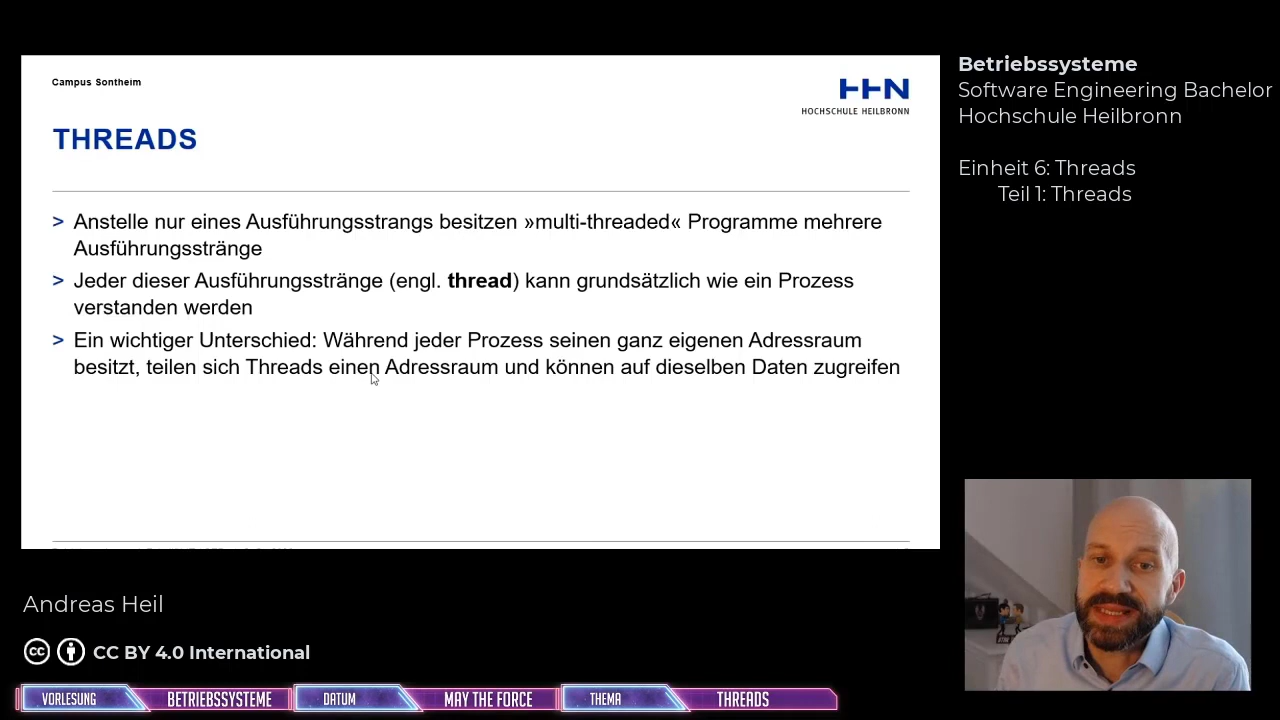 Campus Sontheim
HHN
HOCHSCHULE HEILBRONN
THREADS
> Anstelle nur eines Ausführungsstrangs besitzen »multi-threaded« Programme mehrere
Ausführungsstränge
> Jeder dieser Ausführungsstränge (engl. thread) kann grundsätzlich wie ein Prozess
verstanden werden
> Ein wichtiger Unterschied: Während jeder Prozess seinen ganz eigenen Adressraum
besitzt, teilen sich Threads einen Adressraum und können auf dieselben Daten zugreifen
Betriebssysteme
Software Engineering Bachelor
Hochschule Heilbronn
Einheit 6: Threads
Teil 1: Threads
Andreas Heil
cc CC BY 4.0 International
VORLESUNG BETRIEBSSYSTEME DATUM MAY THE FORCE THEMA THREADS